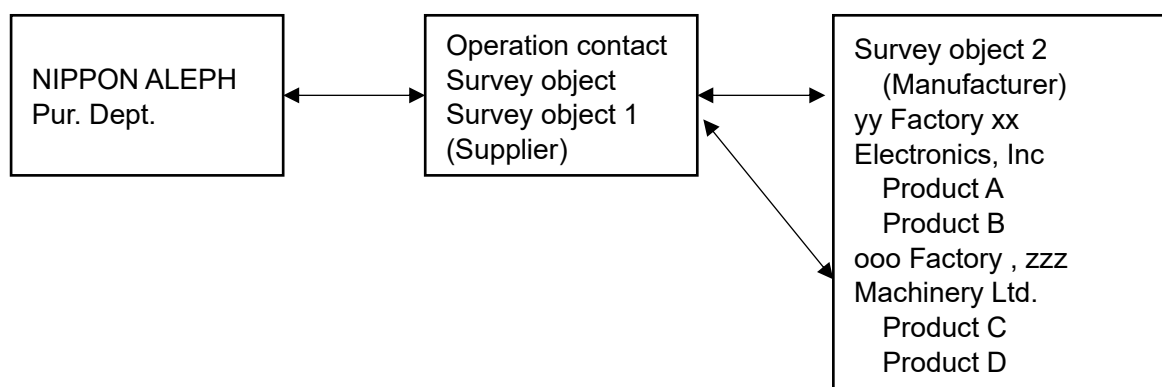 NIPPON ALEPH
Pur. Dept.
Operation contact
Survey object
Survey object 1
(Supplier)
Survey object 2
(Manufacturer)
yy Factory xx
Electronics, Inc
Product A
Product B
ooo Factory , zzz
Machinery Ltd.
Product C
Product D